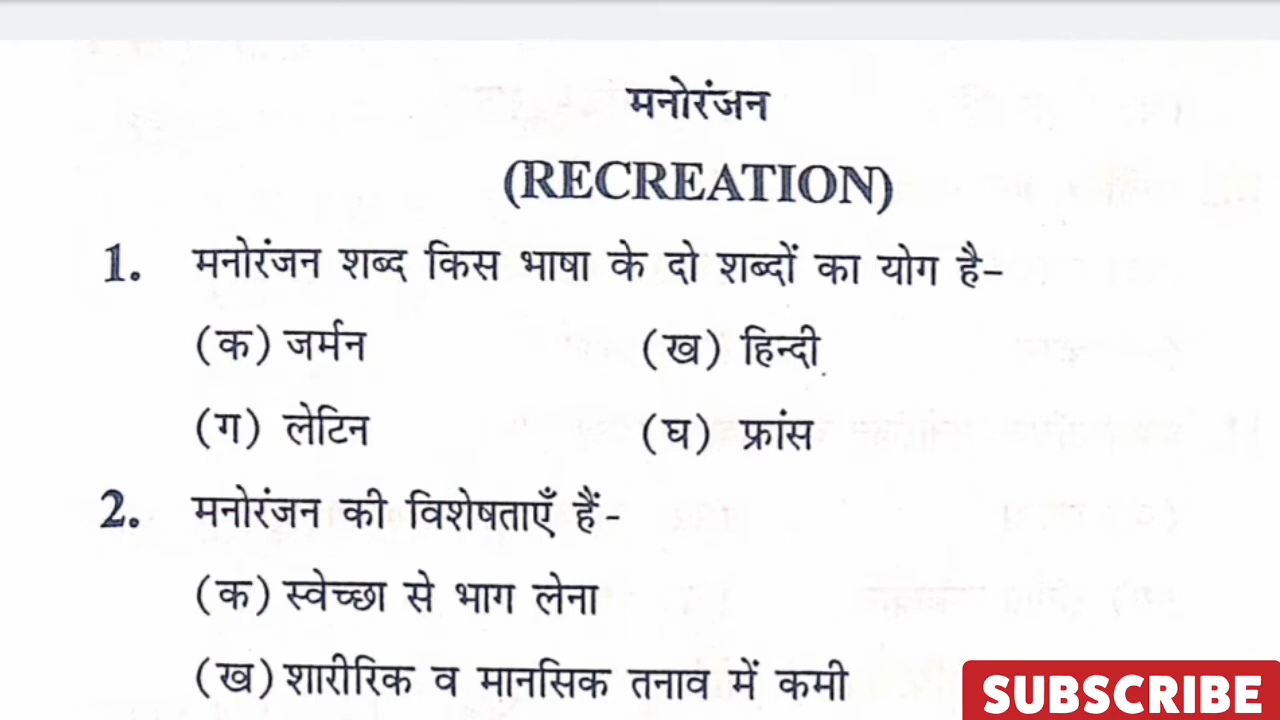 मनोरंजन
(RECREATION)
1. मनोरंजन शब्द किस भाषा के दो शब्दों का योग है-
(क) जर्मन (ख) हिन्दी
(ग) लेटिन (घ) फ्रांस
2. मनोरंजन की विशेषताएँ हैं-
(क) स्वेच्छा से भाग लेना
(ख) शारीरिक व मानसिक तनाव में कमी
SUBSCRIBE